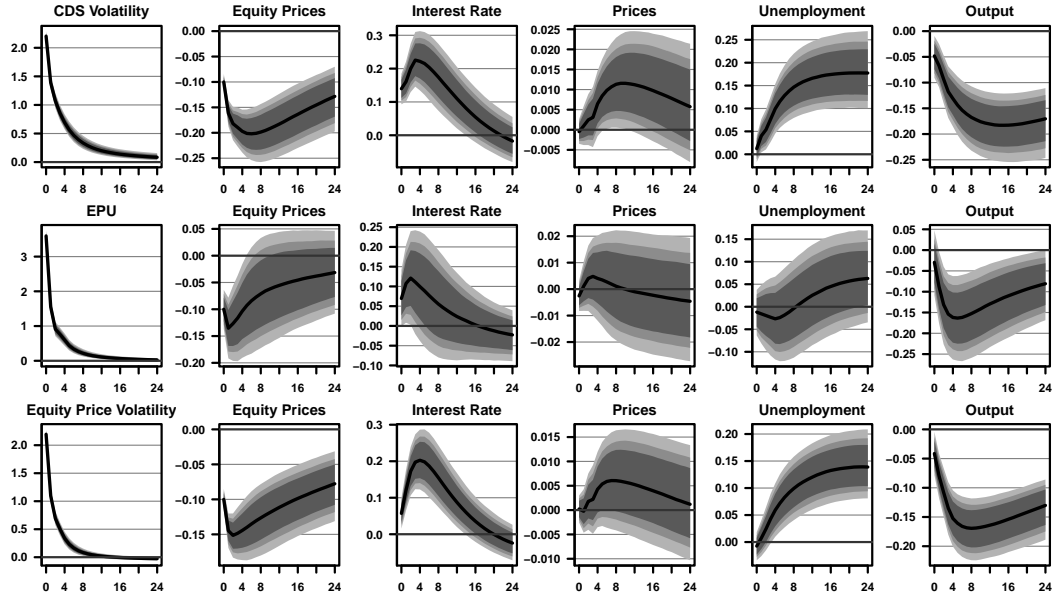 CDS Volatility Equity Prices Interest Rate Prices Unemployment Output
2.0 1.5 1.0 0.5 0.0
0.00 −0.05 −0.10 −0.15 −0.20 −0.25
0.3 0.2 0.1 0.0
0.025 0.020 0.015 0.010 0.005 0.000 −0.005
0.25 0.20 0.15 0.10 0.05 0.00
0.00 −0.05 −0.10 −0.15 −0.20 −0.25
0 4 8 16 24 0 4 8 16 24 0 4 8 16 24 0 4 8 16 24 0 4 8 16 24 0 4 8 16 24
EPU Equity Prices Interest Rate Prices Unemployment Output
3 2 1 0
0.05 0.00 −0.05 −0.10 −0.15 −0.20
0.25 0.20 0.15 0.10 0.05 0.00 −0.05 −0.10
0.02 0.01 −0.00 −0.01 −0.02
0.15 0.10 0.05 0.00 −0.05 −0.10
0.05 −0.00 −0.05 −0.10 −0.15 −0.20 −0.25
0 4 8 16 24 0 4 8 16 24 0 4 8 16 24 0 4 8 16 24 0 4 8 16 24 0 4 8 16 24
Equity Price Volatility Equity Prices Interest Rate Prices Unemployment Output
2.0 1.5 1.0 0.5 0.0
0.00 −0.05 −0.10 −0.15
0.3 0.2 0.1 0.0
0.015 0.010 0.005 0.000 −0.005 −0.010
0.20 0.15 0.10 0.05 0.00
0.00 −0.05 −0.10 −0.15 −0.20
0 4 8 16 24 0 4 8 16 24 0 4 8 16 24 0 4 8 16 24 0 4 8 16 24 0 4 8 16 24